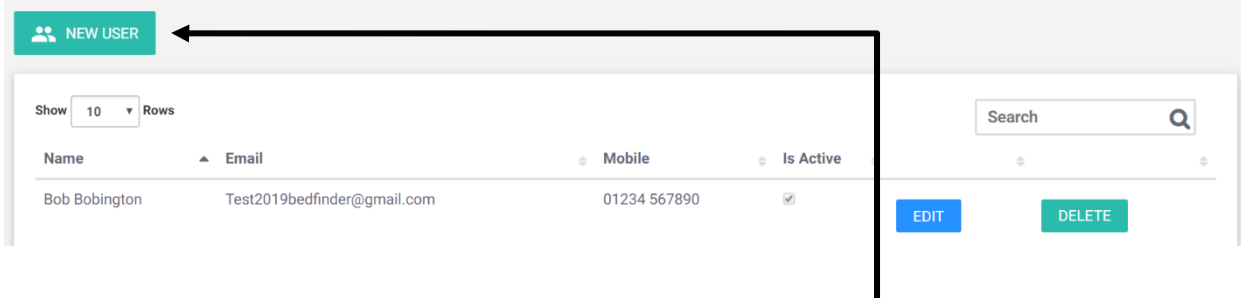 NEW USER
Show 10 Rows
Search
Name Email Mobile Is Active
Bob Bobington Test2019bedfinder@gmail.com 01234 567890
EDIT DELETE